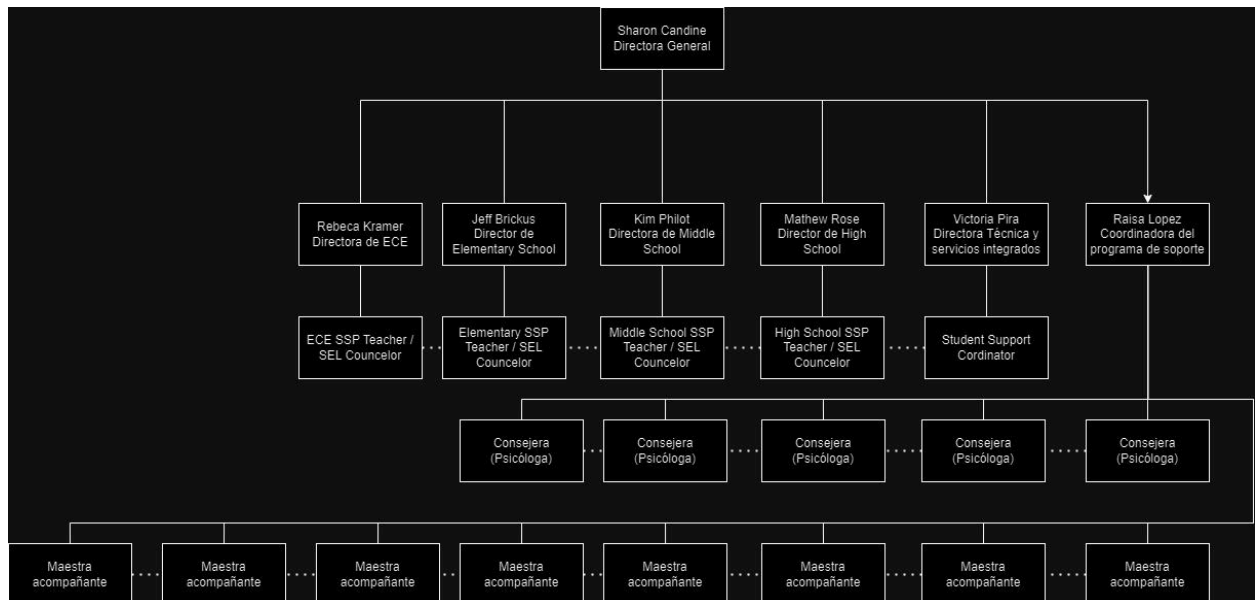 Sharon Candine
Directora General
Rebeca Kramer
Directora de ECE
Jeff Brickus
Director de
Elementary School
Kim Philot
Directora de Middle
School
Mathew Rose
Director de High
School
Victoria Pira
Directora Tècnica y
servicios integrados
Raisa Lopez
Coordinadora del
programa de soporte
ECE SSP Teacher /
SEL Councelor
Elementary SSP
Teacher / SEL
Councelor
Middle School SSP
Teacher / SEL
Councelor
High School SSP
Teacher / SEL
Councelor
Student Support
Cordinator
Consejera
(Psicóloga)
Consejera
(Psicóloga)
Consejera
(Psicóloga)
Consejera
(Psicóloga)
Consejera
(Psicóloga)
Maestra
acompañante
Maestra
acompañante
Maestra
acompañante
Maestra
acompañante
Maestra
acompañante
Maestra
acompañante
Maestra
acompañante
Maestra
acompañante